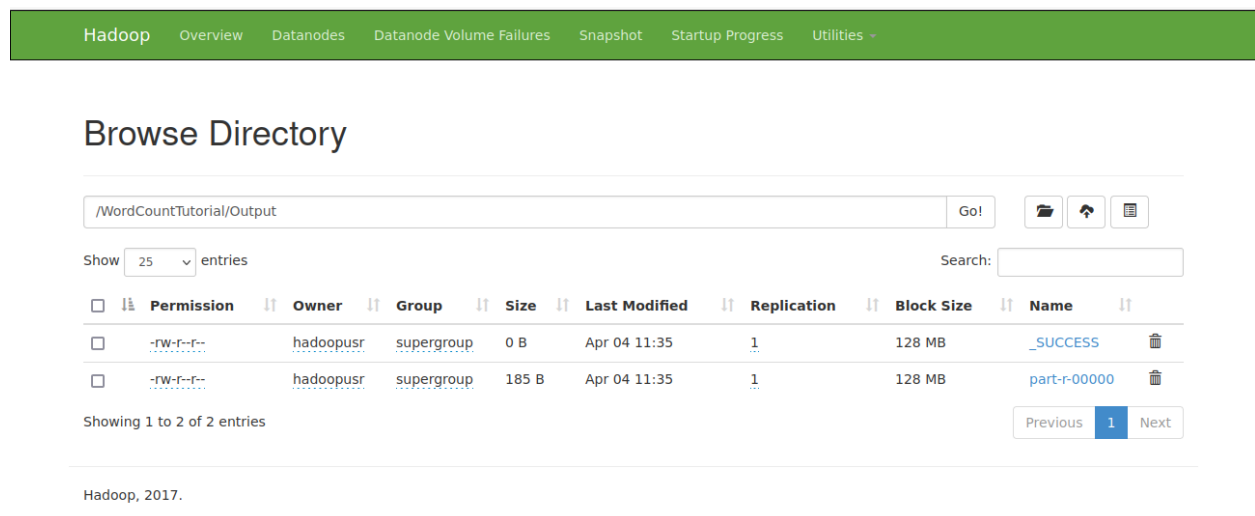 Hadoop Overview Datanodes Datanode Volume Failures Snapshot Startup Progress Utilities
Browse Directory
/WordCountTutorial/Output Go!
Show 25 entries Search:
Permission Owner Group Size Last Modified Replication Block Size Name
-rw-r--r-- hadoopusr supergroup 0 B Apr 04 11:35 1 128 MB _SUCCESS
-rw-r--r-- hadoopusr supergroup 185 B Apr 04 11:35 1 128 MB part-r-00000
Showing 1 to 2 of 2 entries Previous 1 Next
Hadoop, 2017.